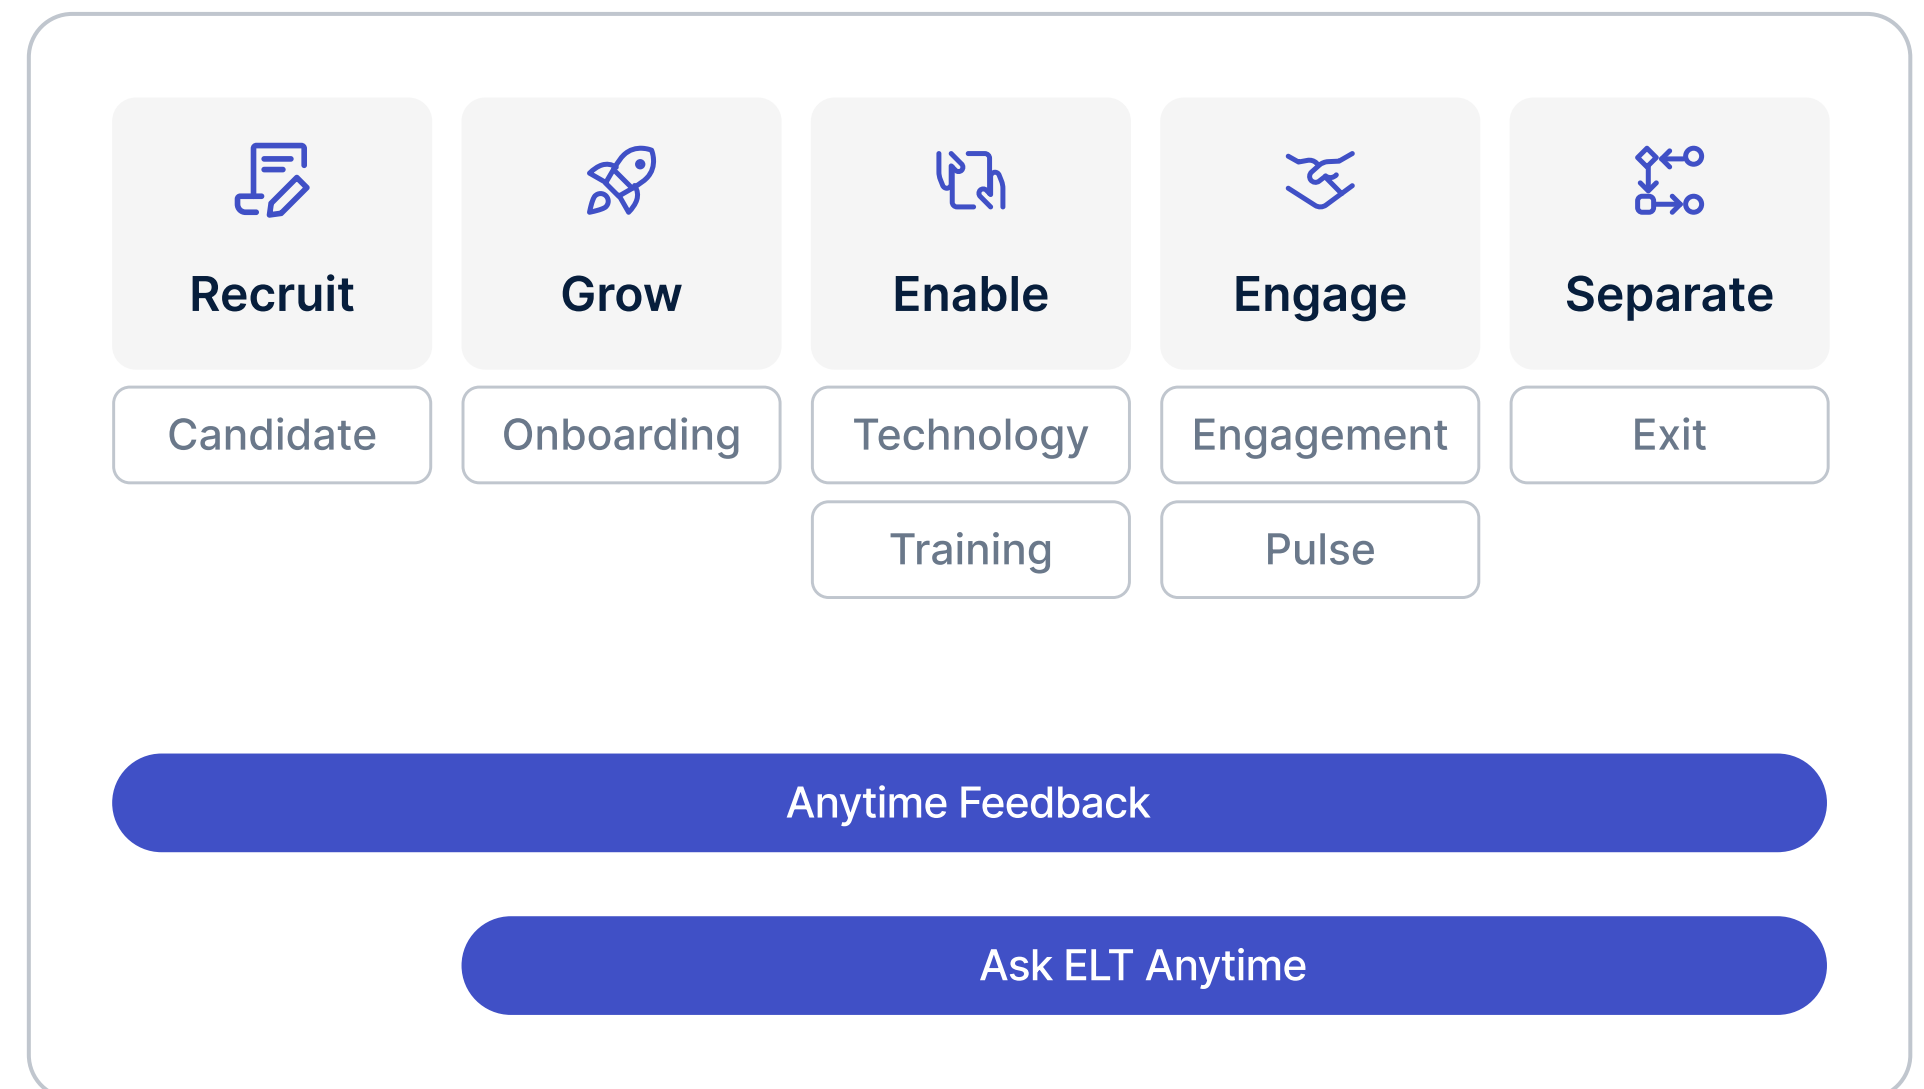 Recruit
Grow
Enable
Engage
Separate
Candidate
Onboarding
Technology
Engagement
Exit
Training
Pulse
Anytime Feedback
Ask ELT Anytime